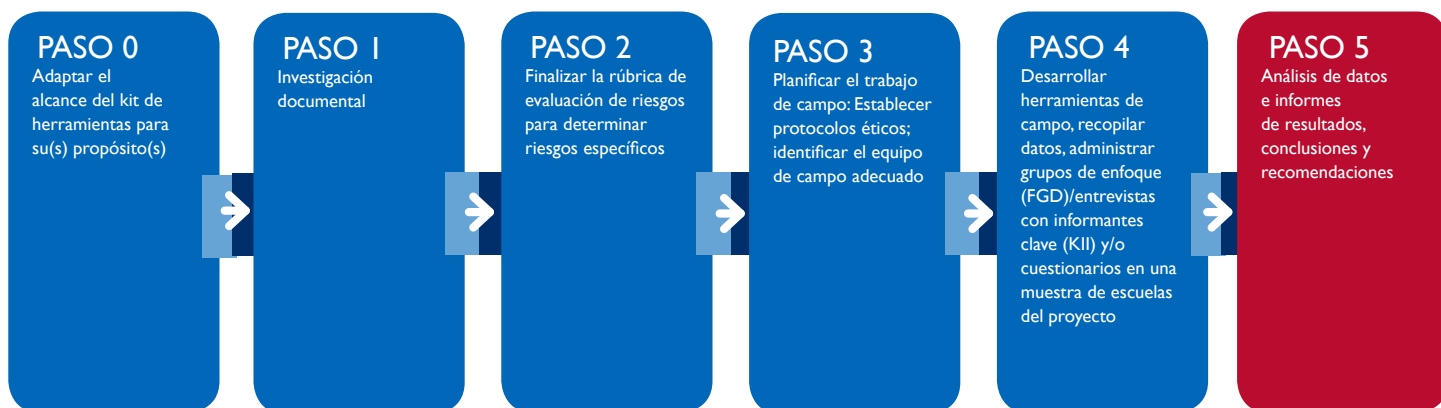 PASO 0
Adaptar el
alcance del kit de
herramientas para
su(s) propósito(s)
PASO 1
Investigación
documental
PASO 2
Finalizar la rúbrica de
evaluación de riesgos
para determinar
riesgos específicos
PASO 3
Planificar el trabajo
de campo: Establecer
protocolos éticos;
identificar el equipo
de campo adecuado
PASO 4
Desarrollar
herramientas de
campo, recopilar
datos, administrar
grupos de enfoque
(FGD)/entrevistas
con informantes
clave (KII) y/o
cuestionarios en una
muestra de escuelas
del proyecto
PASO 5
Análisis de datos
e informes
de resultados,
conclusiones y
recomendaciones